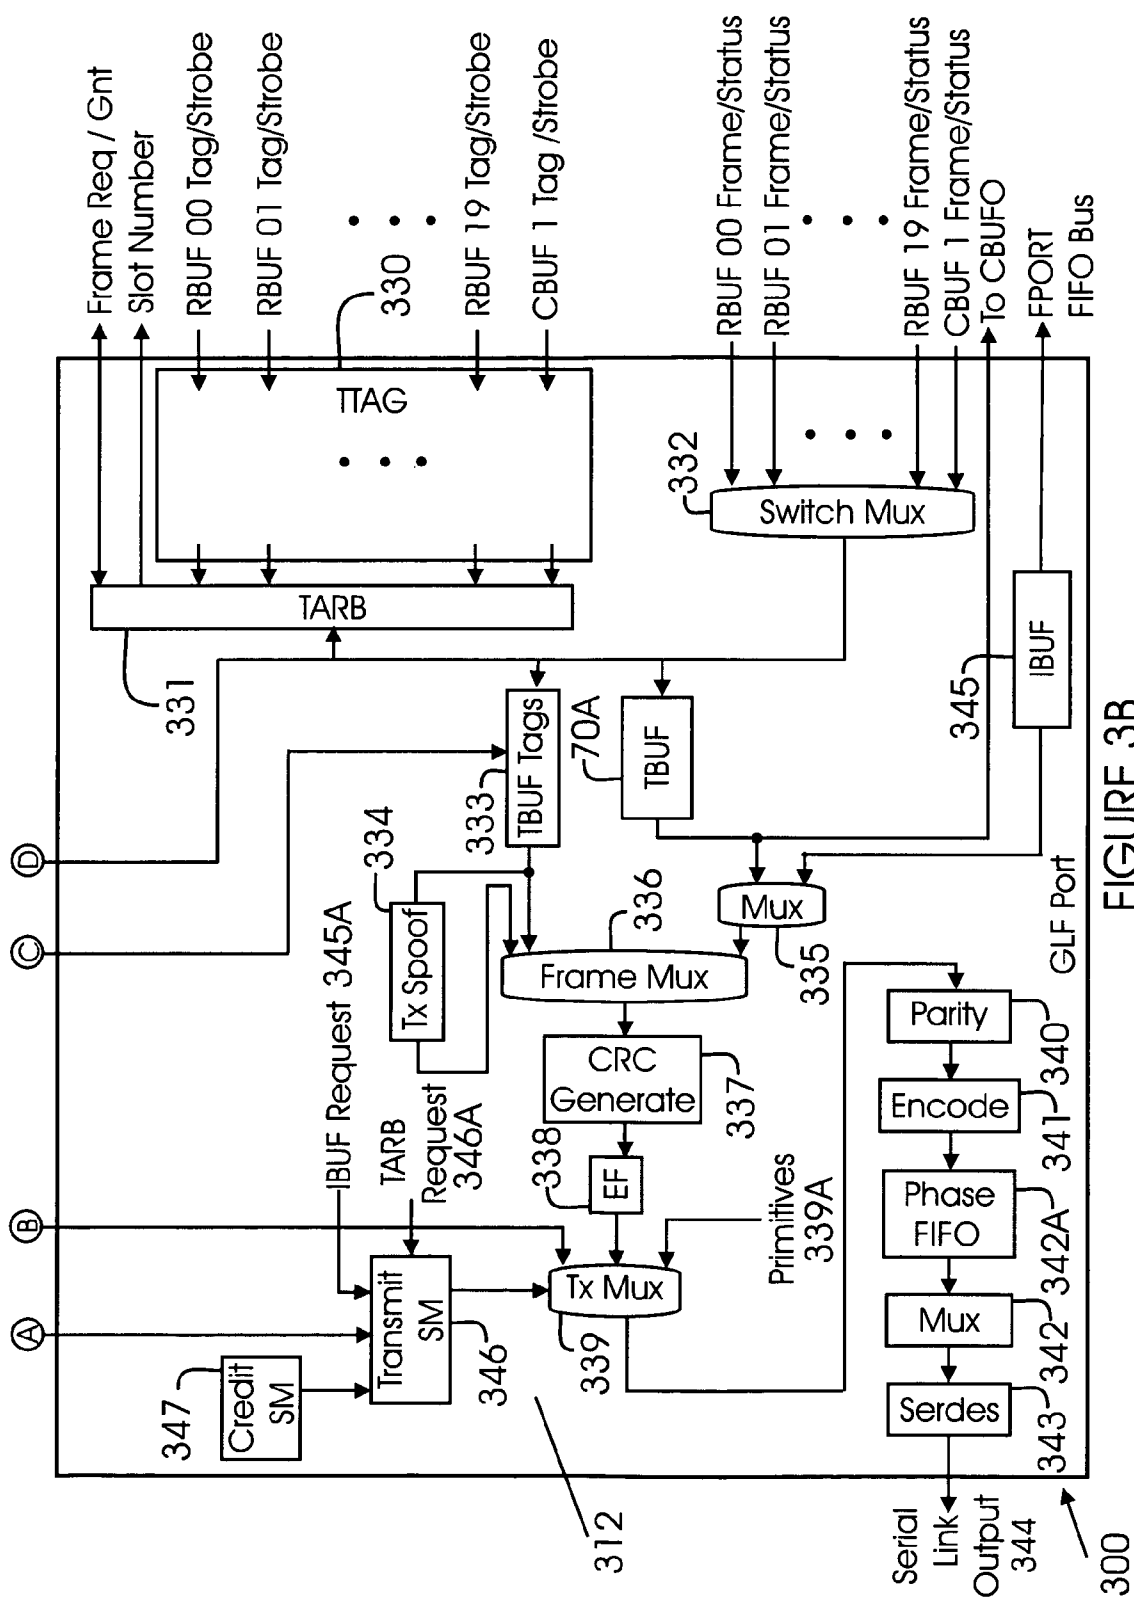 Frame Req / Gnt
Slot Number
RBUF 00 Tag/Strobe
RBUF 01 Tag/Strobe
RBUF 19 Tag/Strobe
CBUF 1 Tag /Strobe
330
TTAG
TARB
331
RBUF 00 Frame/Status
RBUF 01 Frame/Status
RBUF 19 Frame/Status
CBUF 1 Frame/Status
To CBUFO
FPORT
FIFO Bus
332
Switch Mux
345
IBUF
D
C
B
A
333
TBUF Tags
70A
TBUF
334
Tx Spoof
336
Frame Mux
Mux
335
GLF Port
IBUF Request 345A
TARB
Request
346A
CRC
Generate
337
338
EF
Primitives
339A
Tx Mux
339
Transmit
SM
346
347
Credit
SM
312
Parity
340
Encode
341
Phase
FIFO
342A
Mux
342
Serdes
343
Serial
Link
Output
344
300
FIGURE 3B